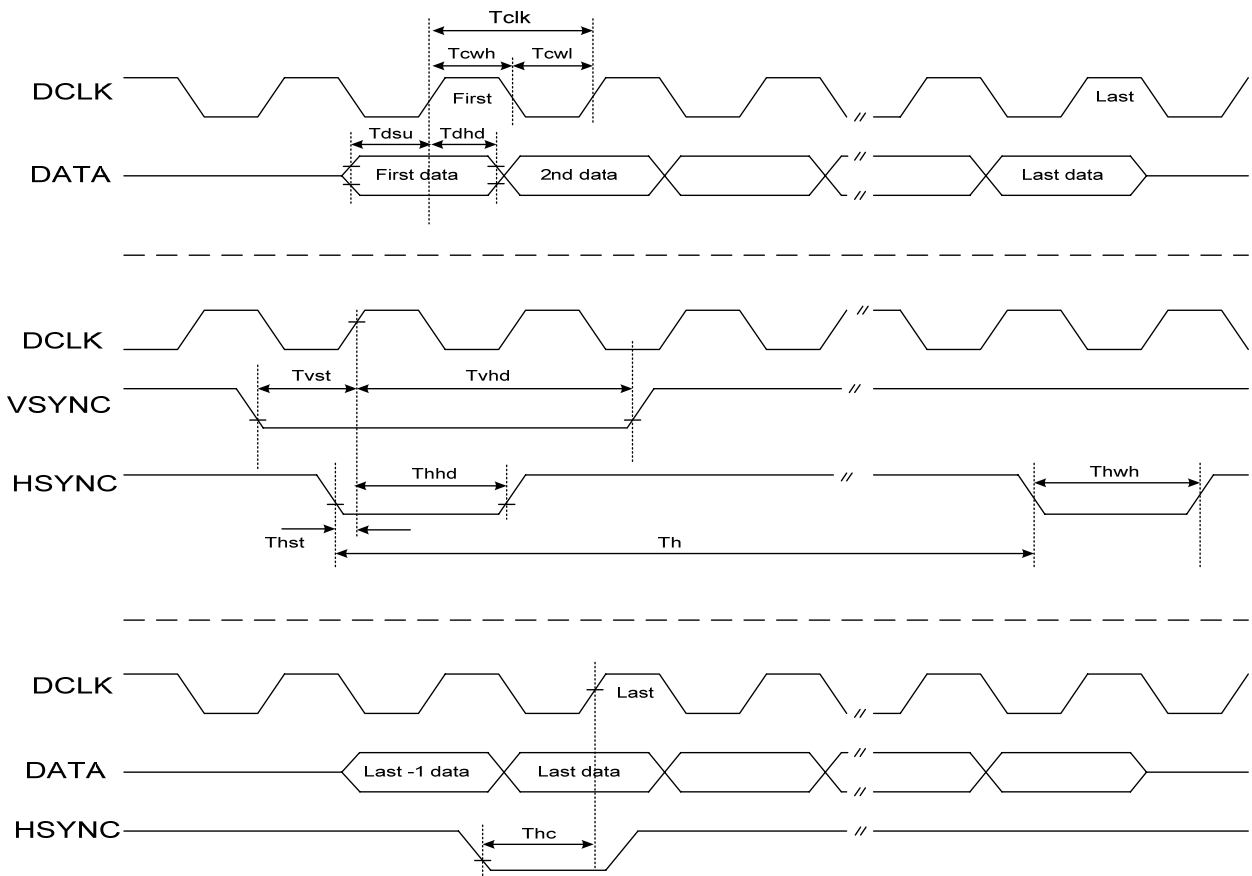 Tclk
Tcwh Tcwl
DCLK First Last
Tdsu Tdhd
DATA First data 2nd data // Last data
DCLK
Tvst Tvhd
VSYNC
HSYNC Thhd Thwh
Thst Th
DCLK Last
DATA Last -1 data Last data
HSYNC Thc